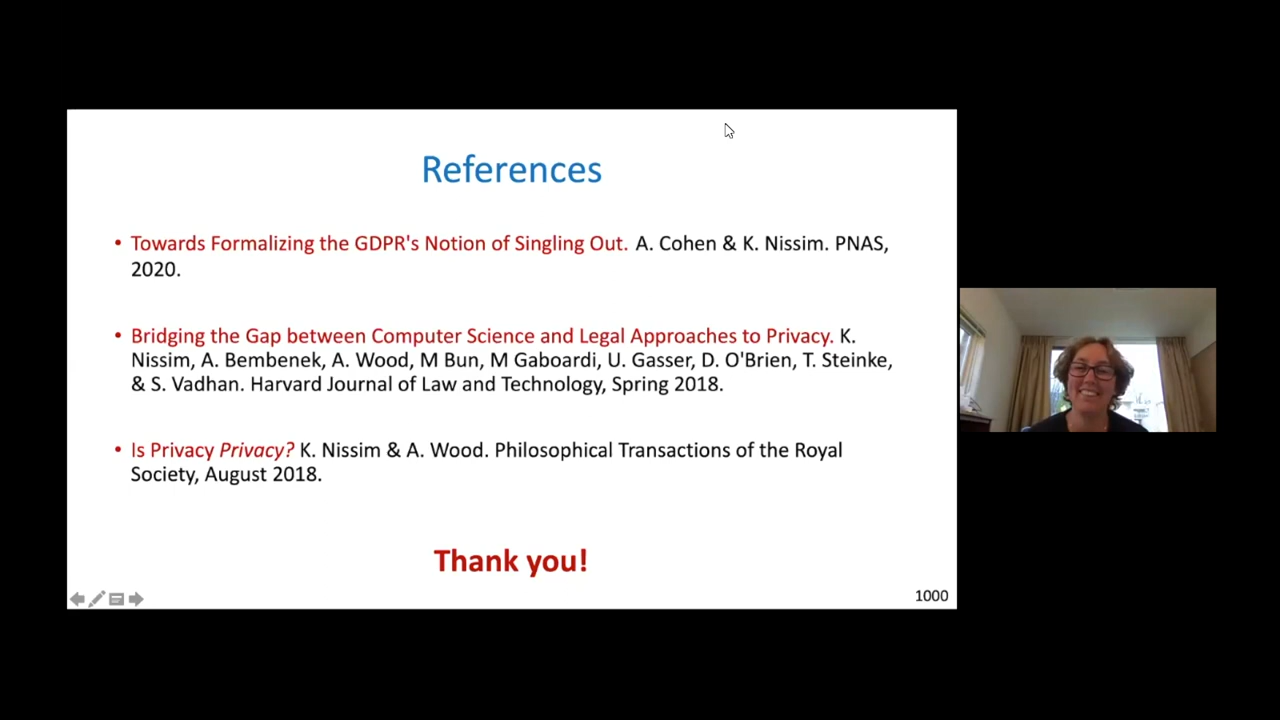 References
• Towards Formalizing the GDPR's Notion of Singling Out. A. Cohen & K. Nissim. PNAS,
2020.
• Bridging the Gap between Computer Science and Legal Approaches to Privacy. K.
Nissim, A. Bembenek, A. Wood, M Bun, M Gaboardi, U. Gasser, D. O'Brien, T. Steinke,
& S. Vadhan. Harvard Journal of Law and Technology, Spring 2018.
• Is Privacy Privacy? K. Nissim & A. Wood. Philosophical Transactions of the Royal
Society, August 2018.
Thank you!
1000